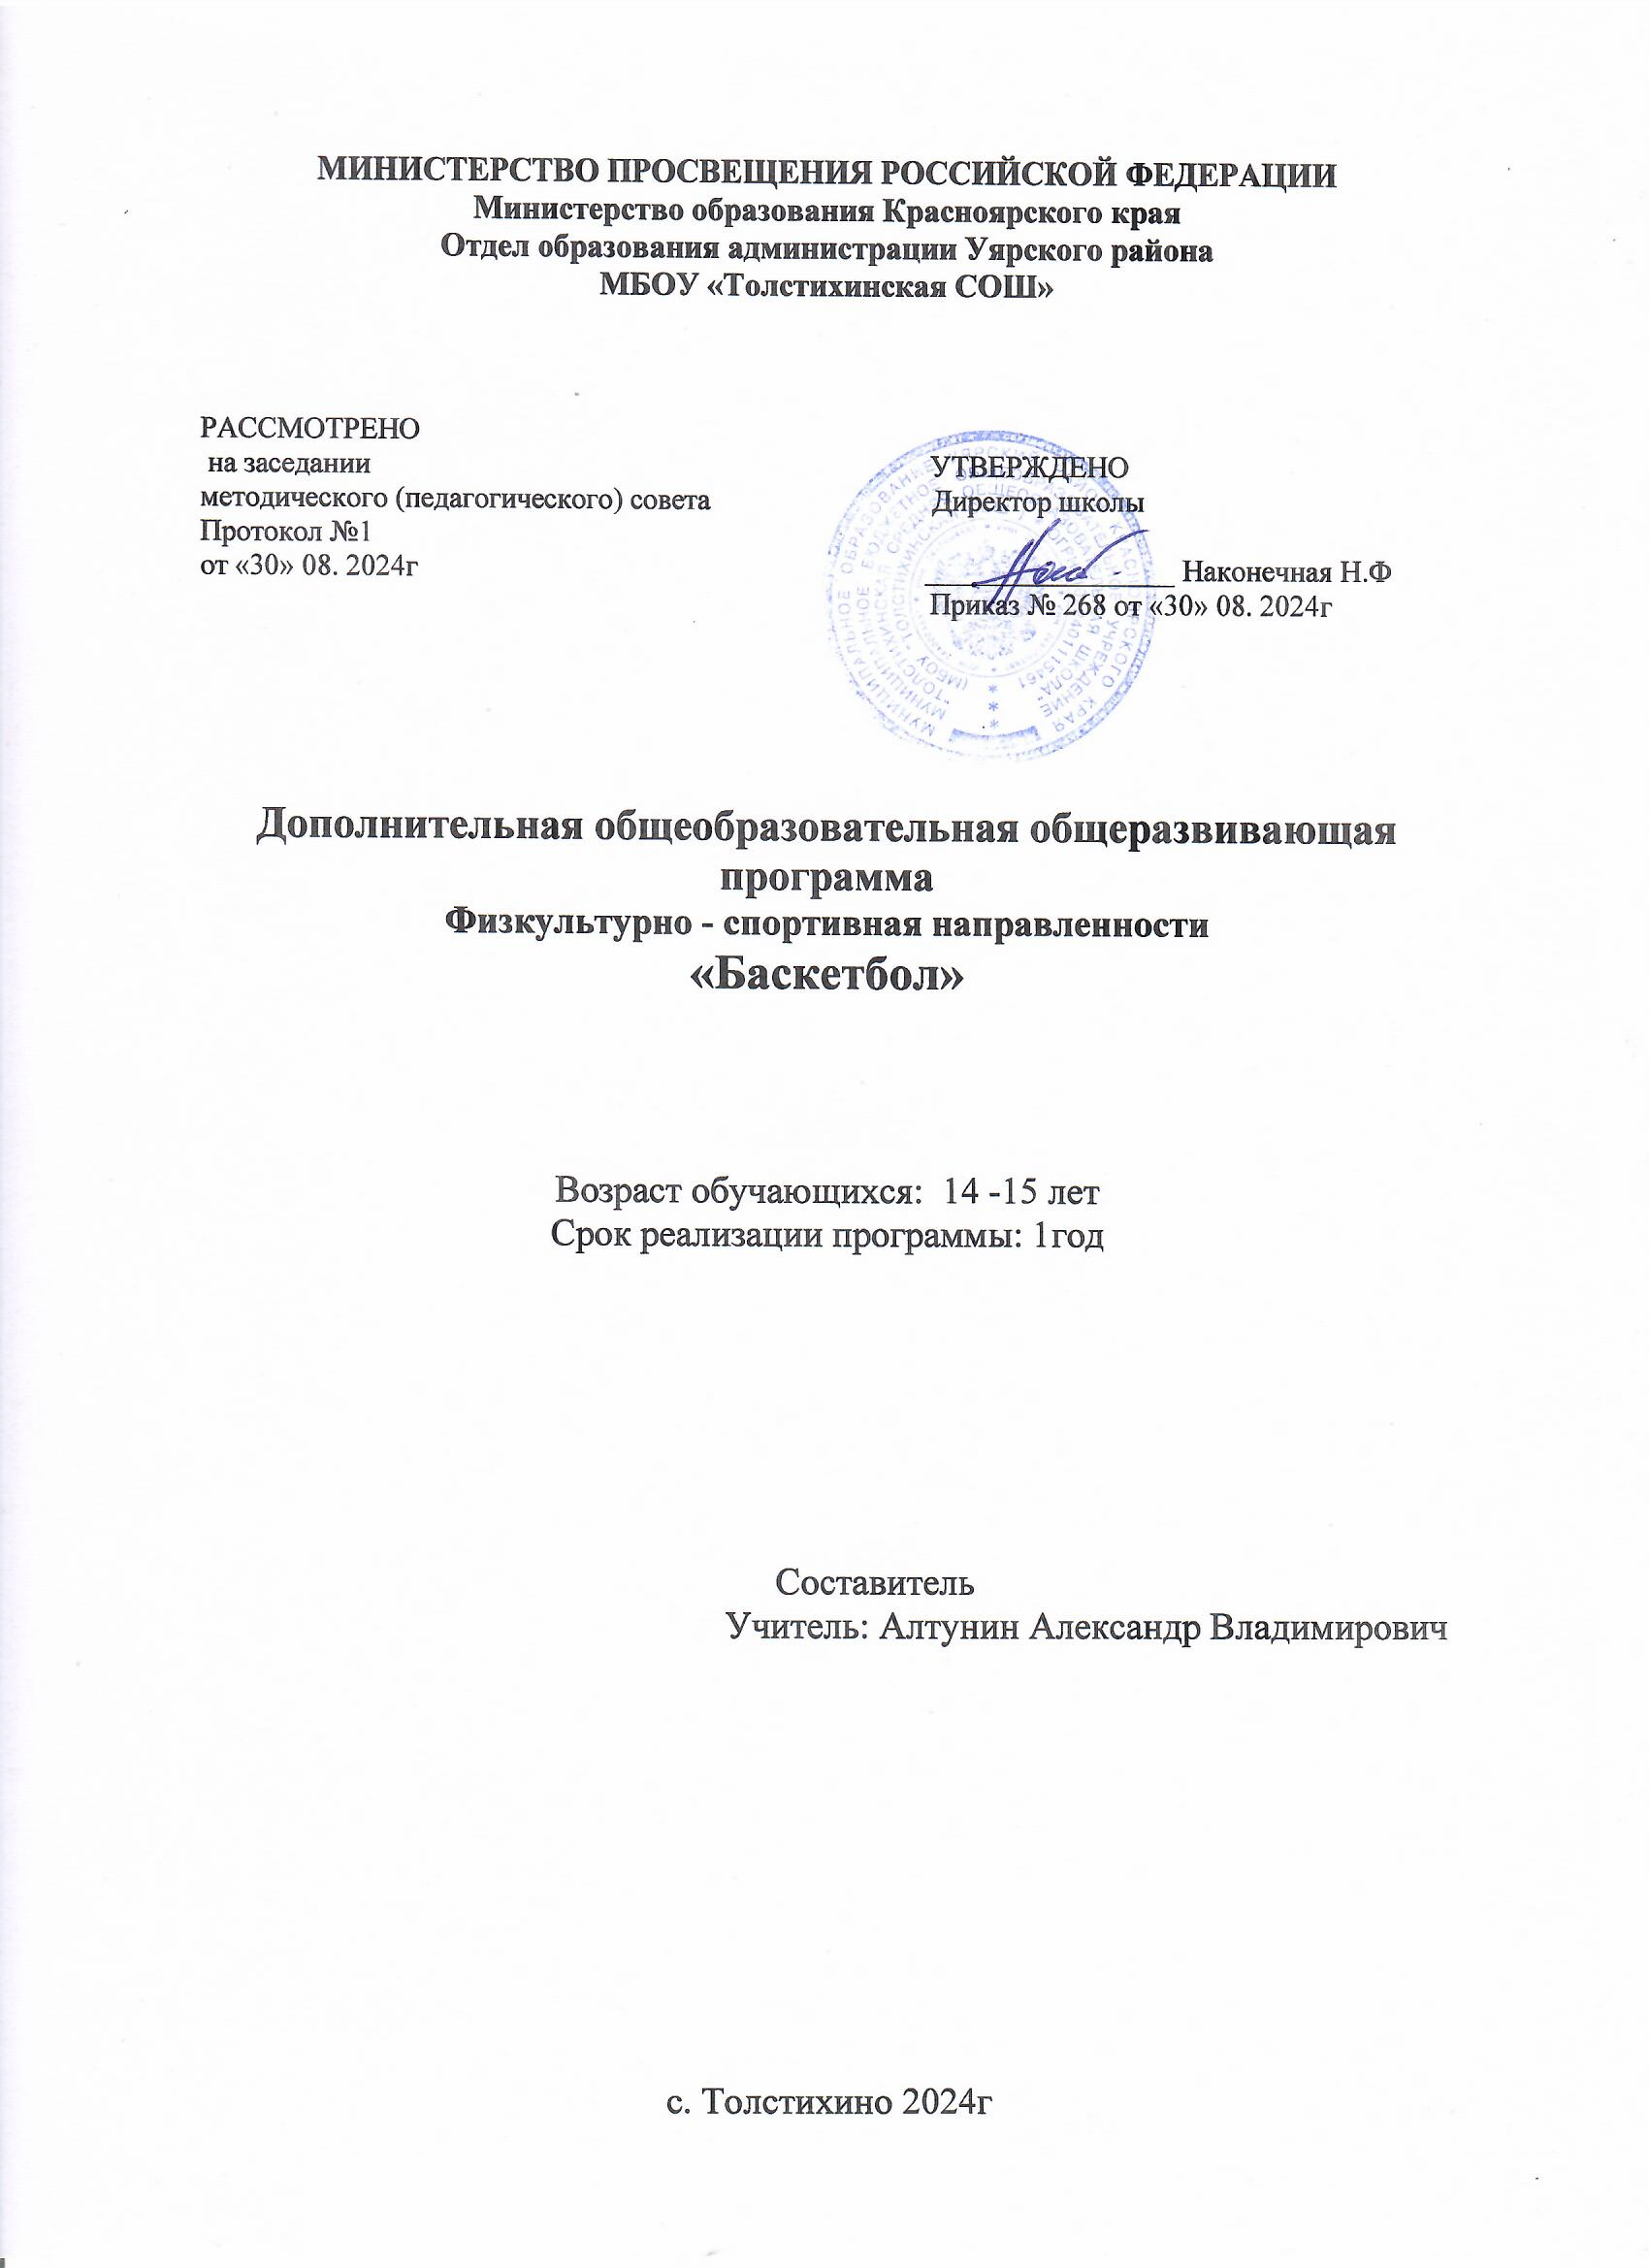 МИНИСТЕРСТВО ПРОСВЕЩЕНИЯ РОССИЙСКОЙ ФЕДЕРАЦИИ
Министерство образования Красноярского края
Отдел образования администрации Уярского района
МБОУ «Толстихинская СОШ»
РАССМОТРЕНО
на заседании
методического (педагогического) совета
Протокол №1
от «30» 08. 2024г
УТВЕРЖДЕНО
Директор школы
Наконечная Н.Ф
Приказ № 268 от «30» 08. 2024г
Дополнительная общеобразовательная общеразвивающая
программа
Физкультурно - спортивная направленности
«Баскетбол»
Возраст обучающихся: 14 -15 лет
Срок реализации программы: 1год
Составитель
Учитель: Алтунин Александр Владимирович
с. Толстихино 2024г